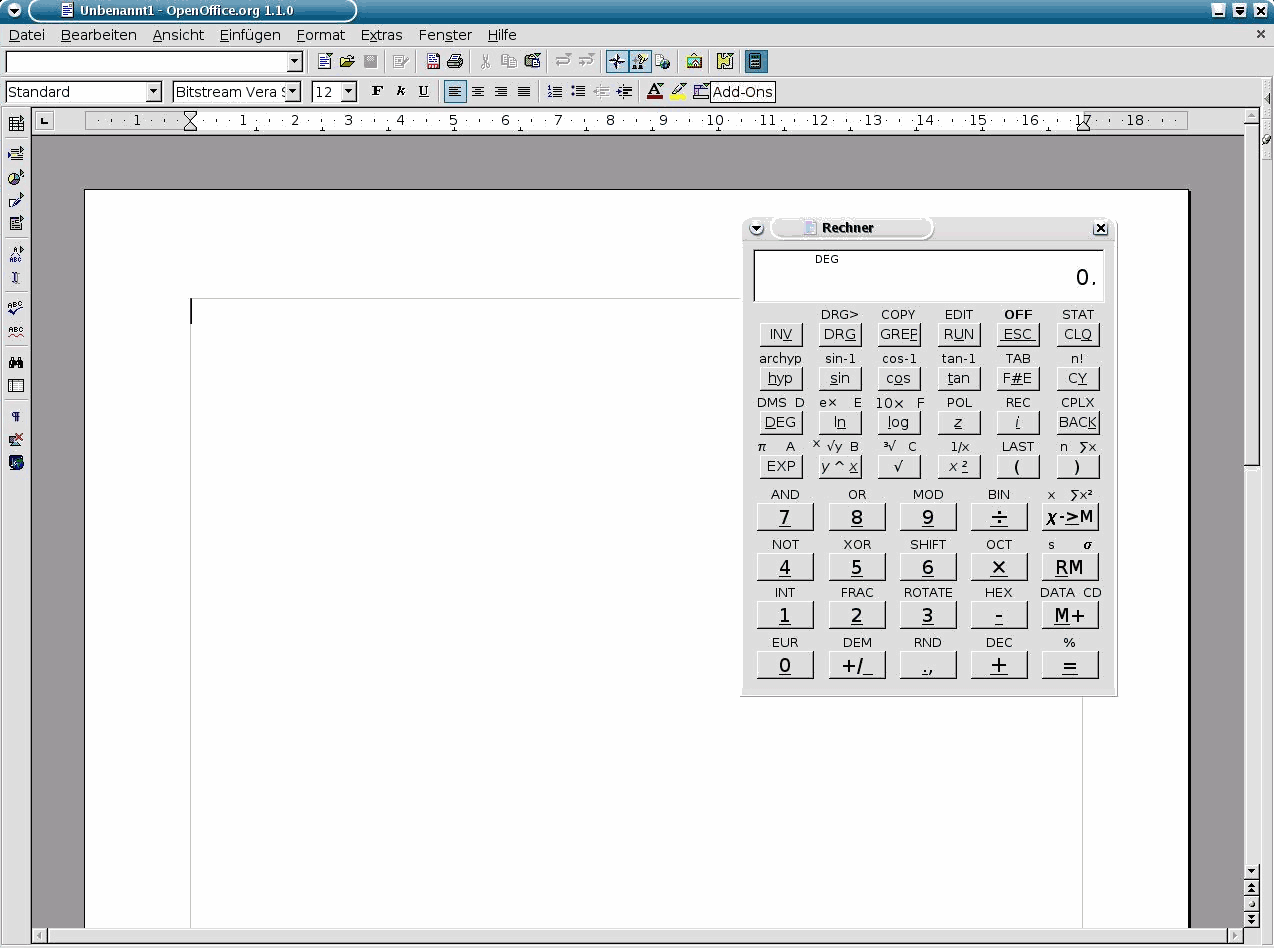 Unbenannt1 - OpenOffice.org 1.1.0
Datei Bearbeiten Ansicht Einfügen Format Extras Fenster Hilfe
Standard Bitstream Vera S 12 F k U Add-Ons
1 1 2 3 4 5 6 7 8 9 10 11 12 13 14 15 16 17 18
Rechner
DEG
0.
DRG> COPY EDIT OFF STAT
INV DRG GREF RUN ESC CLQ
archyp sin-1 cos-1 tan-1 TAB n!
hyp sin cos tan F#E CY
DMS D e× E 10× F POL REC CPLX
DEG ln log z i BACK
π A ×√y B ³√ C 1/x LAST n ∑x
EXP y ^ x √ x ² ( )
AND OR MOD BIN x ∑x²
7 8 9 ÷ χ->M
NOT XOR SHIFT OCT s σ
4 5 6 × RM
INT FRAC ROTATE HEX DATA CD
1 2 3 - M+
EUR DEM RND DEC %
0 +/_ ., + =
ABC
ABC
ABC